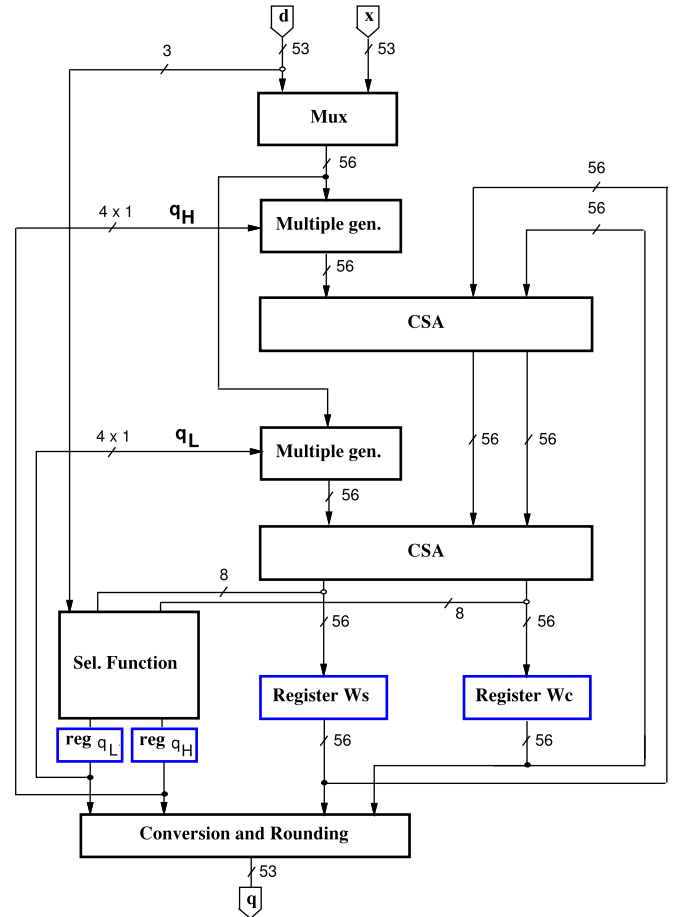 d x
3 53 53
Mux
56
56
4 x 1 qH
56
Multiple gen.
56
CSA
4 x 1 qL
56 56
Multiple gen.
56
CSA
8
8
56 56
Sel. Function
Register Ws Register Wc
reg qL reg qH
56 56
Conversion and Rounding
53
q